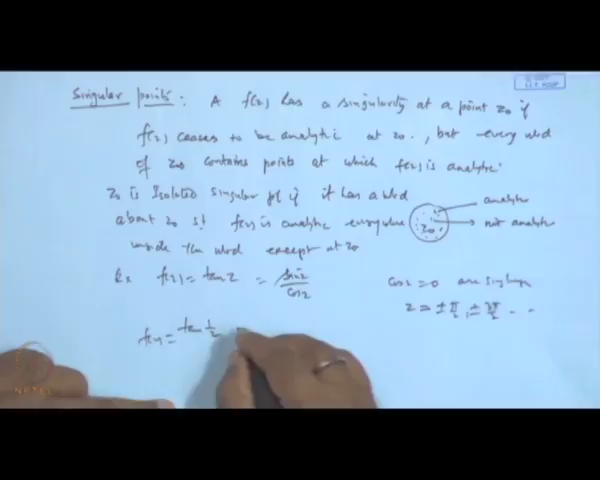 Singular points : A f(z) has a singularity at a point z0 if
f(z) ceases to be analytic at z0 , but every nbd
of z0 contains points at which f(z) is analytic.
z0 is Isolated singular pt if it has a nbd
about z0 s.t. f(z) is analytic everywhere
inside the nbd except at z0
z0
analytic
not analytic
Ex f(z) = tan z = sin z / cos z
cos z = 0 are
z = ± π/2, ± 3π/2 - -
f(z) = tan 1/z
NPTEL